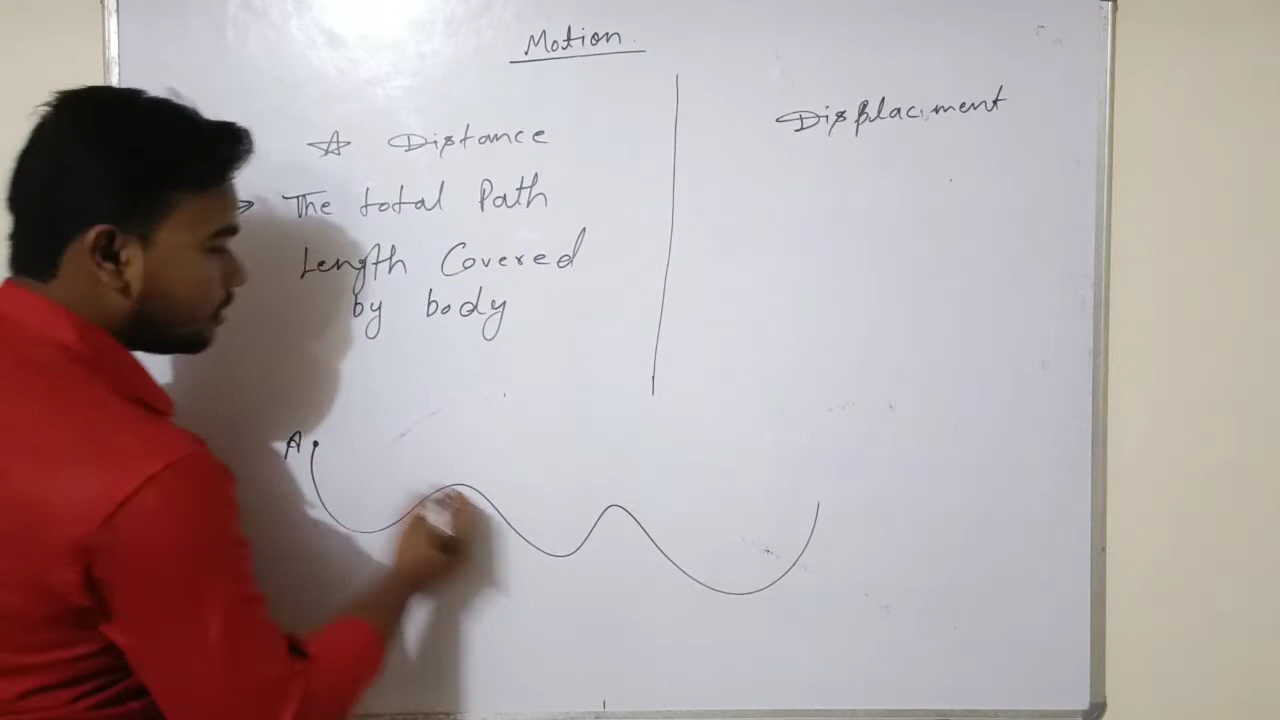 Motion
☆ Distance
→ The total Path
Length Covered
by body
Displacement
A